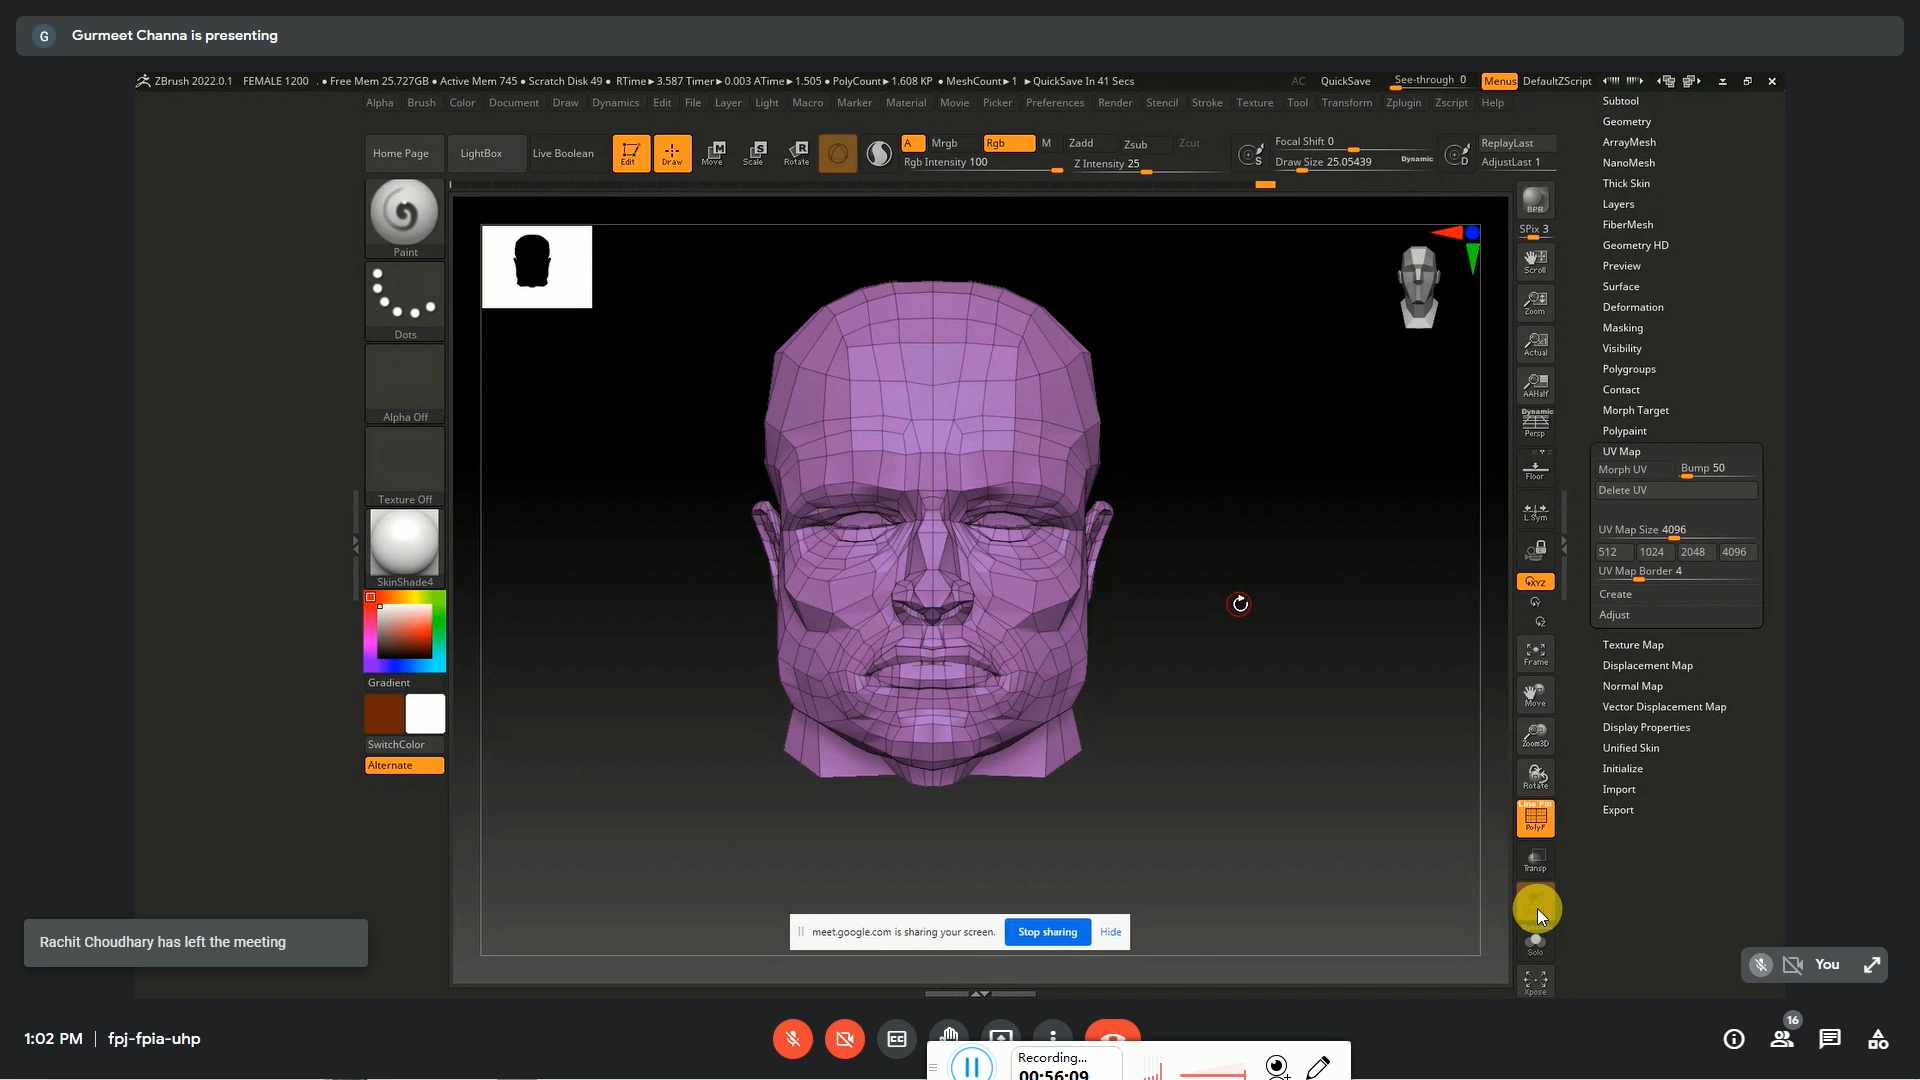 G Gurmeet Channa is presenting
ZBrush 2022.0.1 FEMALE 1200 . ● Free Mem 25.727GB ● Active Mem 745 ● Scratch Disk 49 ● RTime►3.587 Timer►0.003 ATime►1.505 ● PolyCount►1.608 KP ● MeshCount►1 ►QuickSave In 41 Secs AC QuickSave See-through 0 Menus DefaultZScript
Alpha Brush Color Document Draw Dynamics Edit File Layer Light Macro Marker Material Movie Picker Preferences Render Stencil Stroke Texture Tool Transform Zplugin Zscript Help
Home Page LightBox Live Boolean Edit Draw Move Scale Rotate
A Mrgb Rgb M Zadd Zsub Zcut
Rgb Intensity 100 Z Intensity 25
Focal Shift 0
Draw Size 25.05439 Dynamic
ReplayLast
AdjustLast 1
Paint
Dots
Alpha Off
Texture Off
SkinShade4
Gradient
SwitchColor
Alternate
BPR
SPix 3
Scroll
Zoom
Actual
AAHalf
Dynamic
Persp
Floor
L.Sym
XYZ
Frame
Move
Zoom3D
Rotate
Line Fill
PolyF
Transp
Solo
Xpose
Subtool
Geometry
ArrayMesh
NanoMesh
Thick Skin
Layers
FiberMesh
Geometry HD
Preview
Surface
Deformation
Masking
Visibility
Polygroups
Contact
Morph Target
Polypaint
UV Map
Morph UV Bump 50
Delete UV
UV Map Size 4096
512 1024 2048 4096
UV Map Border 4
Create
Adjust
Texture Map
Displacement Map
Normal Map
Vector Displacement Map
Display Properties
Unified Skin
Initialize
Import
Export
meet.google.com is sharing your screen. Stop sharing Hide
Rachit Choudhary has left the meeting
You
1:02 PM | fpj-fpia-uhp
16
Recording...
00:56:09